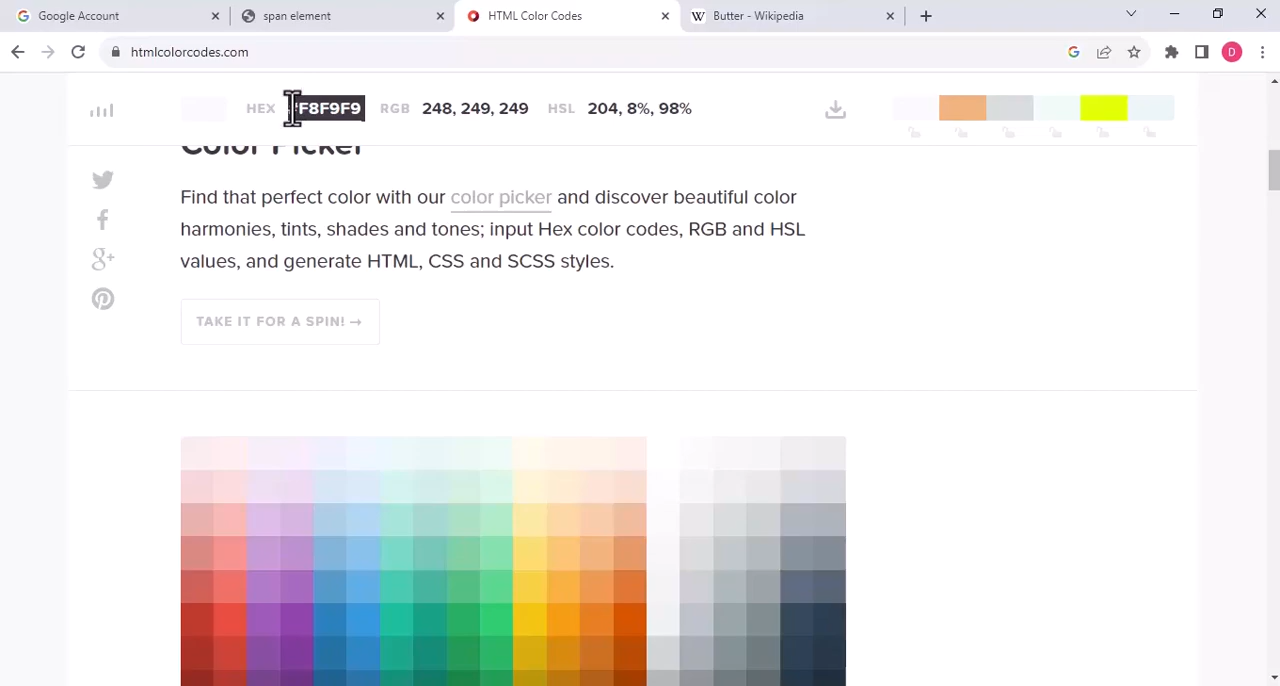 Google Account
span element
HTML Color Codes
W Butter - Wikipedia
htmlcolorcodes.com
D
HEX F8F9F9 RGB 248, 249, 249 HSL 204, 8%, 98%
Color Picker
Find that perfect color with our color picker and discover beautiful color
harmonies, tints, shades and tones; input Hex color codes, RGB and HSL
values, and generate HTML, CSS and SCSS styles.
TAKE IT FOR A SPIN! →